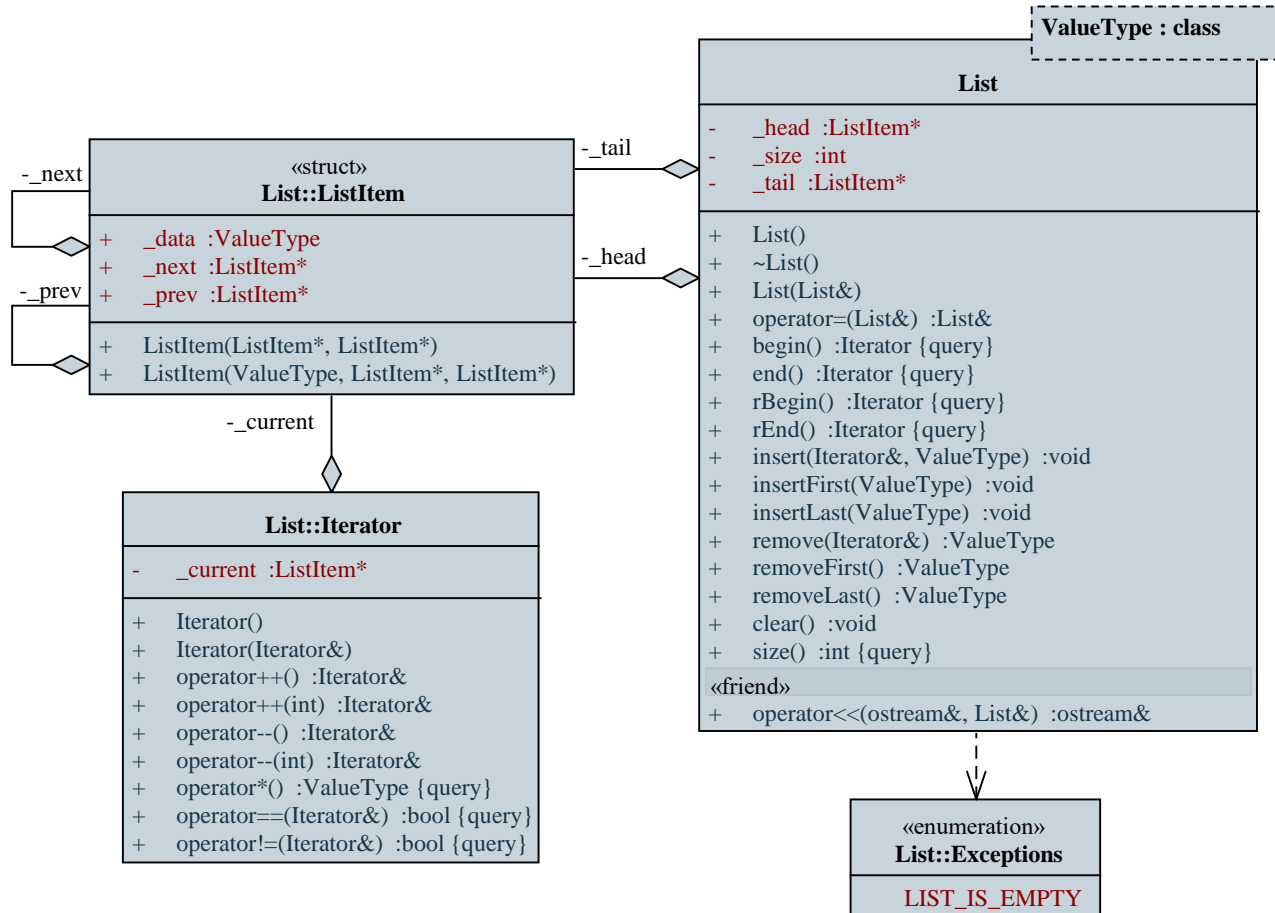 ValueType : class
List
- _head :ListItem*
- _size :int
- _tail :ListItem*
+ List()
+ ~List()
+ List(List&)
+ operator=(List&) :List&
+ begin() :Iterator {query}
+ end() :Iterator {query}
+ rBegin() :Iterator {query}
+ rEnd() :Iterator {query}
+ insert(Iterator&, ValueType) :void
+ insertFirst(ValueType) :void
+ insertLast(ValueType) :void
+ remove(Iterator&) :ValueType
+ removeFirst() :ValueType
+ removeLast() :ValueType
+ clear() :void
+ size() :int {query}
«friend»
+ operator<<(ostream&, List&) :ostream&
-_tail
-_head
-_next
-_prev
«struct»
List::ListItem
+ _data :ValueType
+ _next :ListItem*
+ _prev :ListItem*
+ ListItem(ListItem*, ListItem*)
+ ListItem(ValueType, ListItem*, ListItem*)
-_current
List::Iterator
- _current :ListItem*
+ Iterator()
+ Iterator(Iterator&)
+ operator++() :Iterator&
+ operator++(int) :Iterator&
+ operator--() :Iterator&
+ operator--(int) :Iterator&
+ operator*() :ValueType {query}
+ operator==(Iterator&) :bool {query}
+ operator!=(Iterator&) :bool {query}
«enumeration»
List::Exceptions
LIST_IS_EMPTY